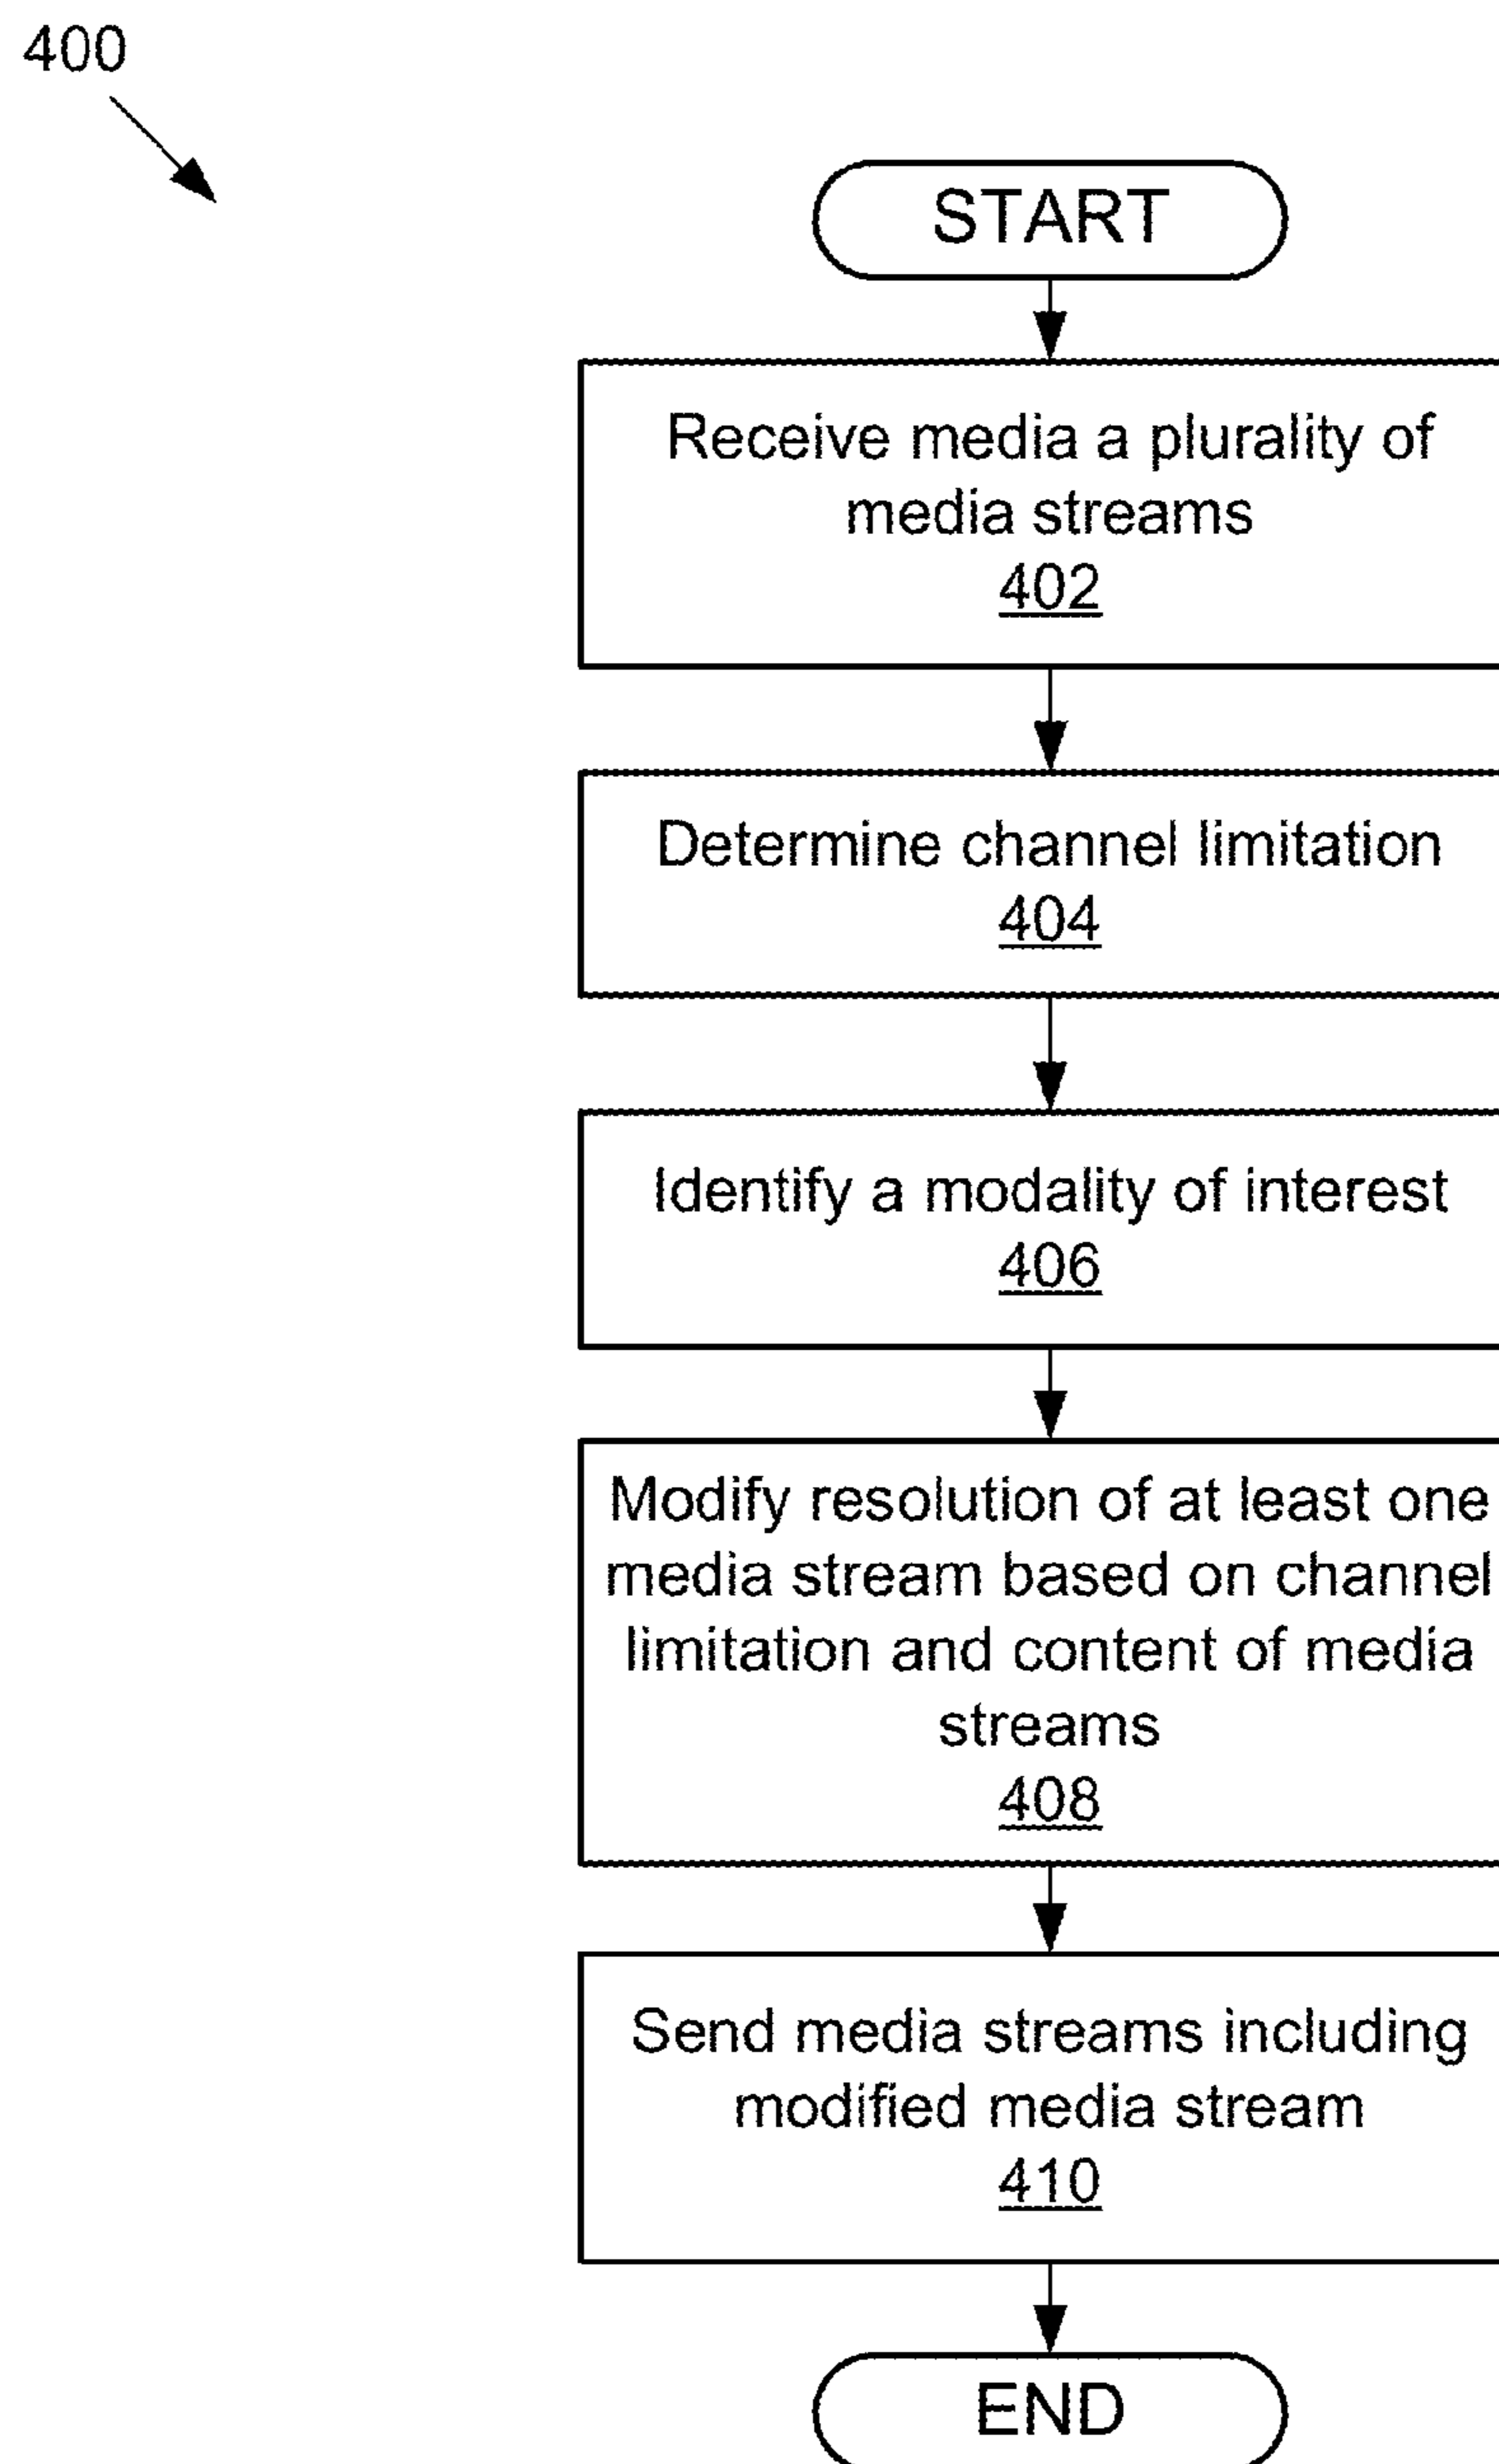 400
START
Receive media a plurality of
media streams
402
Determine channel limitation
404
Identify a modality of interest
406
Modify resolution of at least one
media stream based on channel
limitation and content of media
streams
408
Send media streams including
modified media stream
410
END